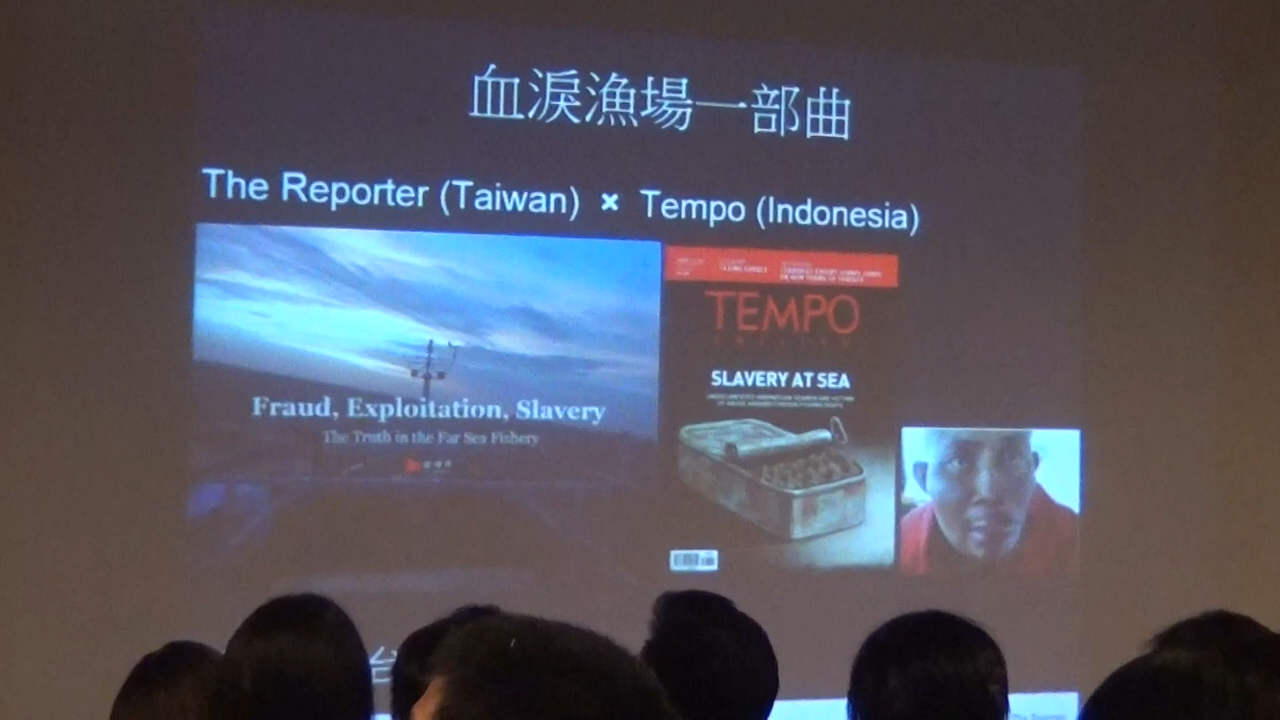 血淚漁場一部曲
The Reporter (Taiwan) × Tempo (Indonesia)
Fraud, Exploitation, Slavery
The Truth in the Far Sea Fishery
TEMPO
SLAVERY AT SEA
台